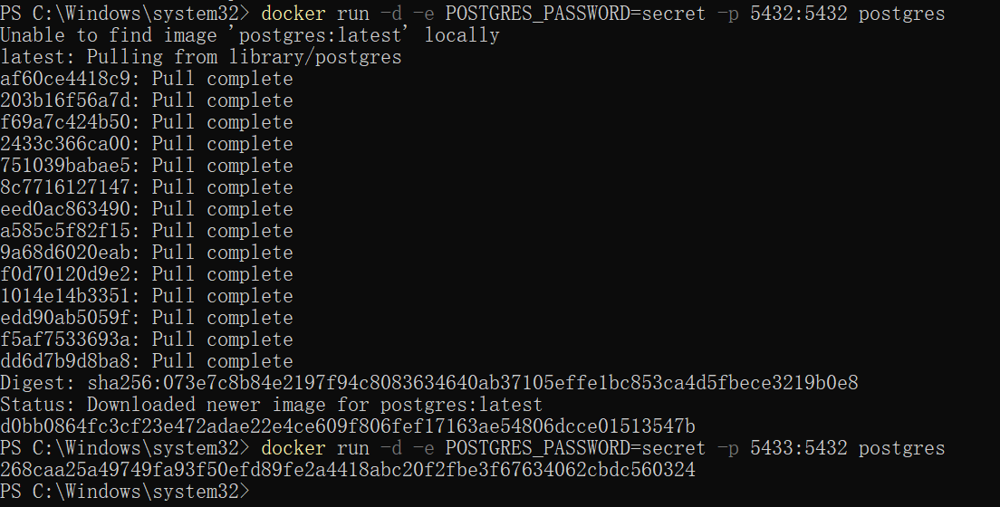 PS C:\Windows\system32> docker run -d -e POSTGRES_PASSWORD=secret -p 5432:5432 postgres
Unable to find image 'postgres:latest' locally
latest: Pulling from library/postgres
af60ce4418c9: Pull complete
203b16f56a7d: Pull complete
f69a7c424b50: Pull complete
2433c366ca00: Pull complete
751039babae5: Pull complete
8c7716127147: Pull complete
eed0ac863490: Pull complete
a585c5f82f15: Pull complete
9a68d6020eab: Pull complete
f0d70120d9e2: Pull complete
1014e14b3351: Pull complete
edd90ab5059f: Pull complete
f5af7533693a: Pull complete
dd6d7b9d8ba8: Pull complete
Digest: sha256:073e7c8b84e2197f94c8083634640ab37105effe1bc853ca4d5fbece3219b0e8
Status: Downloaded newer image for postgres:latest
d0bb0864fc3cf23e472adae22e4ce609f806fef17163ae54806dcce01513547b
PS C:\Windows\system32> docker run -d -e POSTGRES_PASSWORD=secret -p 5433:5432 postgres
268caa25a49749fa93f50efd89fe2a4418abc20f2fbe3f67634062cbdc560324
PS C:\Windows\system32>